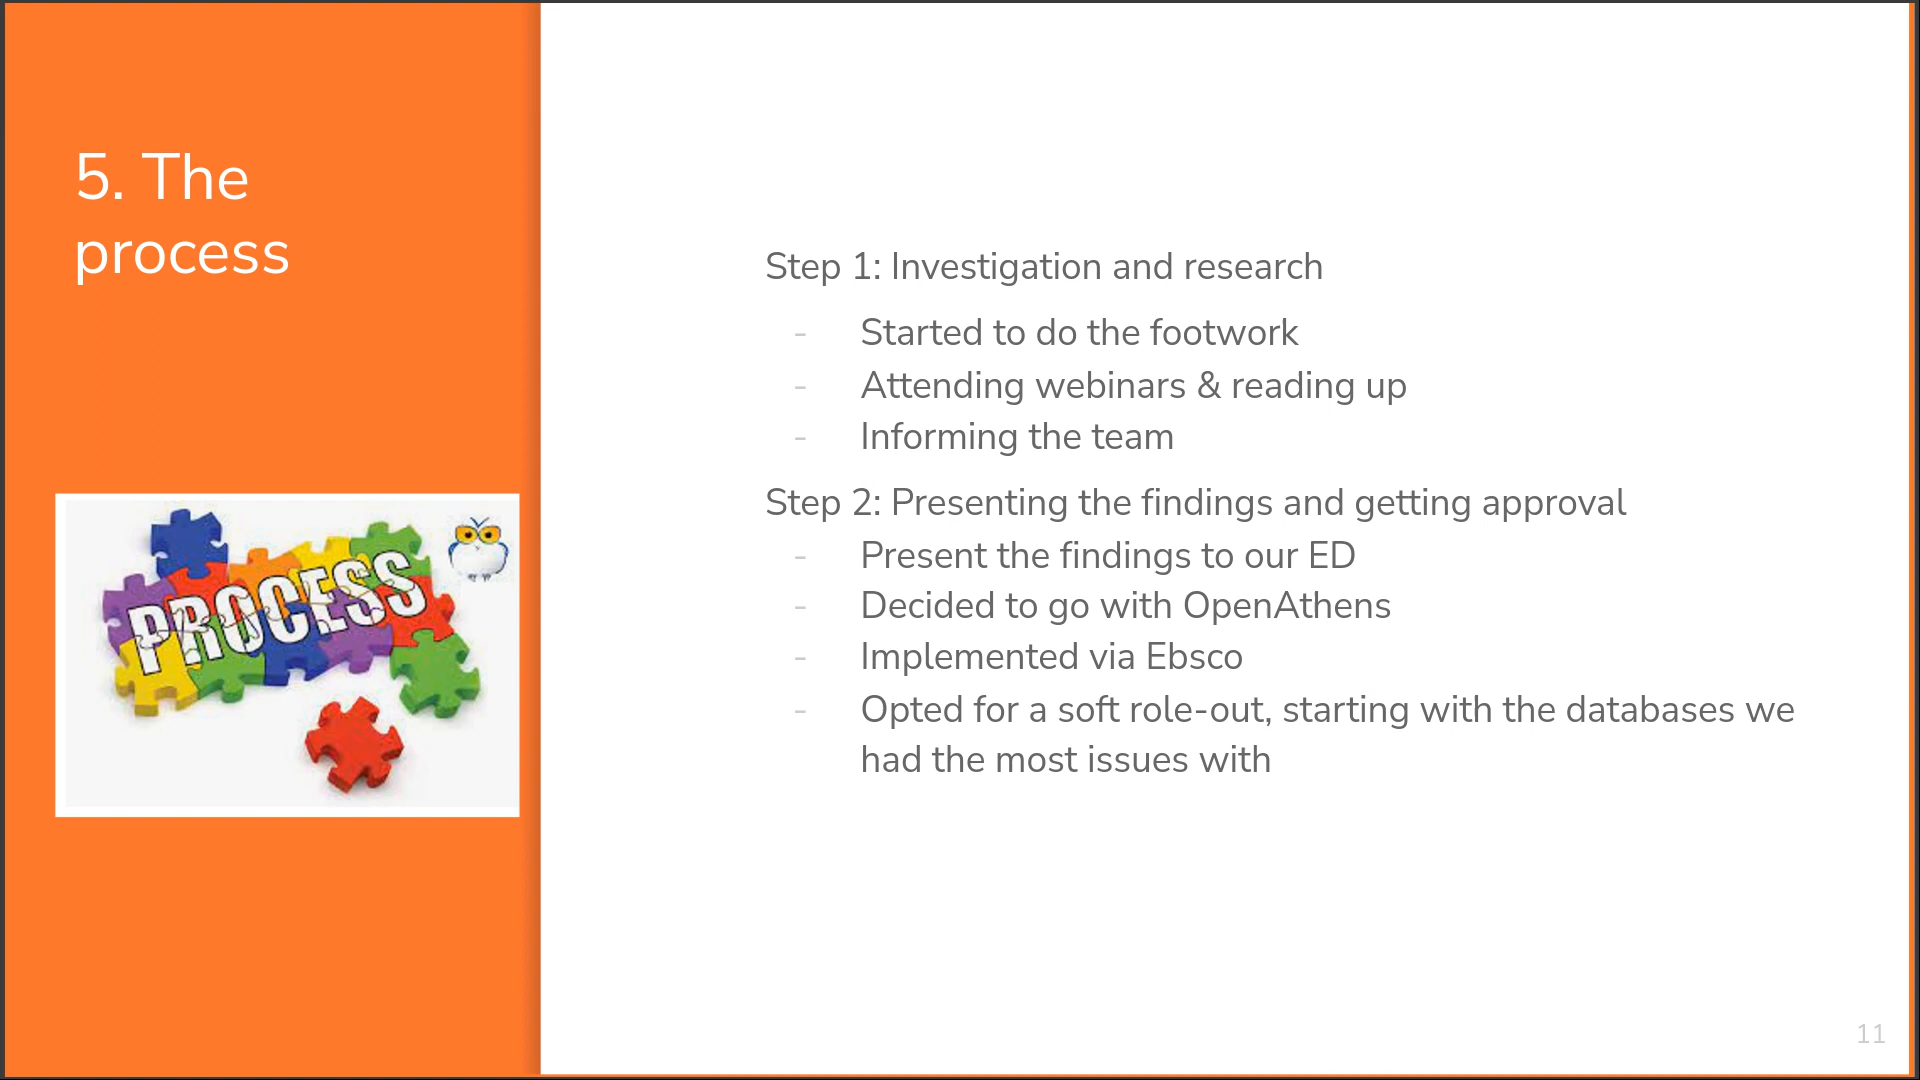 5. The
process
PROCESS
Step 1: Investigation and research
- Started to do the footwork
- Attending webinars & reading up
- Informing the team
Step 2: Presenting the findings and getting approval
- Present the findings to our ED
- Decided to go with OpenAthens
- Implemented via Ebsco
- Opted for a soft role-out, starting with the databases we
had the most issues with
11